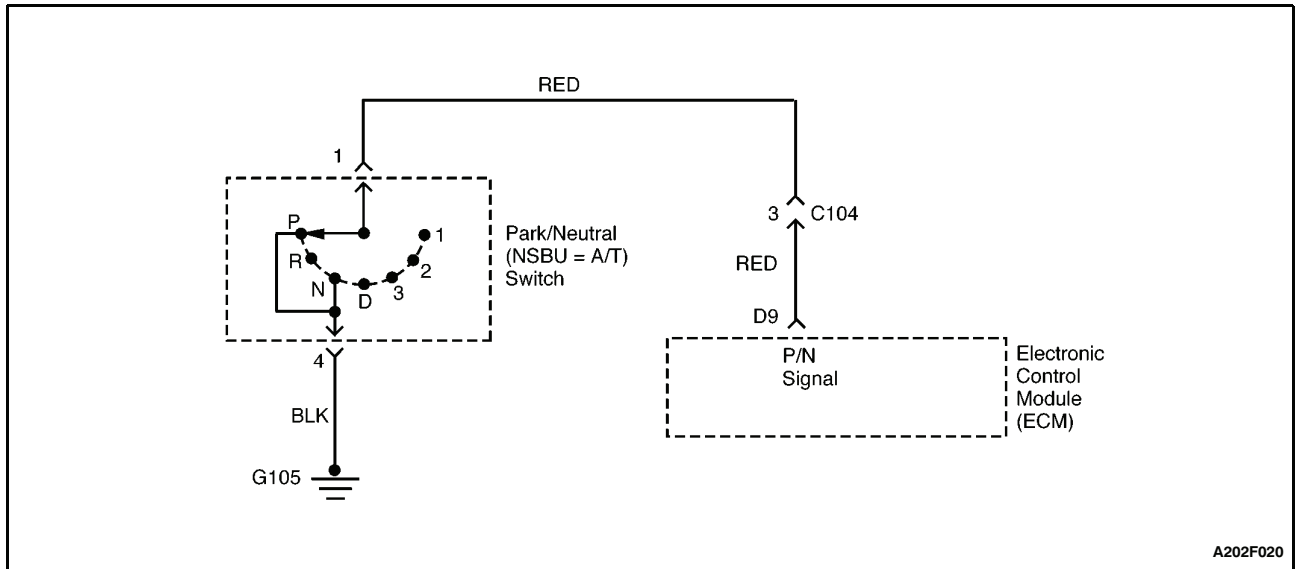 RED
1
P
R
N
D
3
2
1
Park/Neutral
(NSBU = A/T)
Switch
3 C104
RED
D9
4
BLK
G105
P/N
Signal
Electronic
Control
Module
(ECM)
A202F020